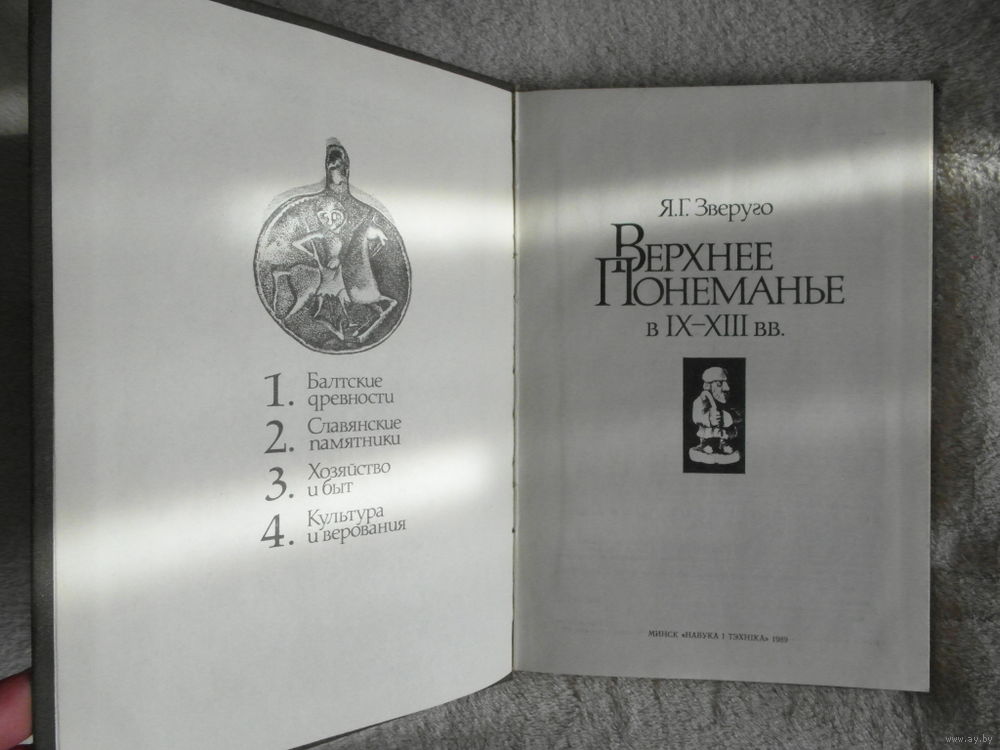 1. Балтские
древности
2. Славянские
памятники
3. Хозяйство
и быт
4. Культура
и верования
Я.Г. Зверуго
Верхнее
Понеманье
в IX–XIII вв.
МИНСК «НАВУКА І ТЭХНІКА» 1989
www.ay.by